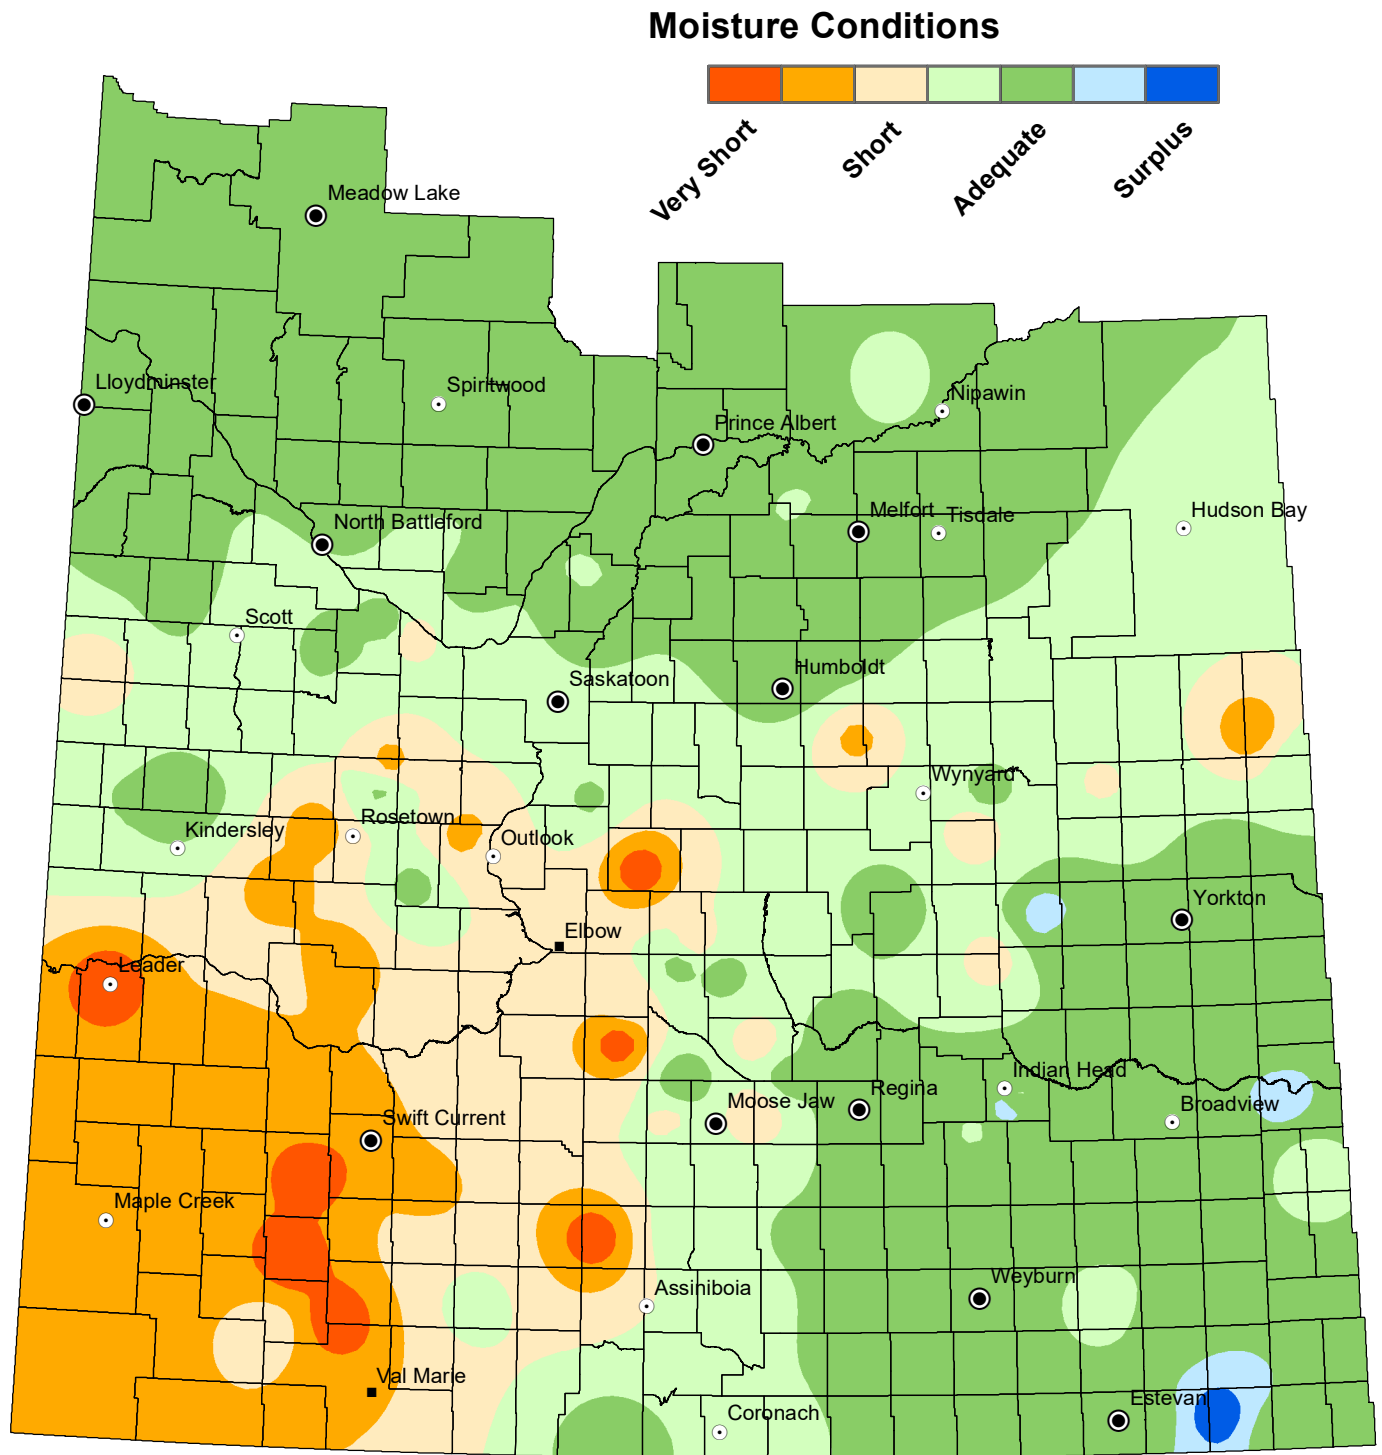 Moisture Conditions
Very Short
Short
Adequate
Surplus
Meadow Lake
Lloydminster
Spiritwood
Nipawin
Prince Albert
Hudson Bay
Melfort
Tisdale
North Battleford
Scott
Humboldt
Saskatoon
Wynyard
Rosetown
Kindersley
Outlook
Yorkton
Elbow
Leader
Indian Head
Regina
Moose Jaw
Broadview
Swift Current
Maple Creek
Weyburn
Assiniboia
Val Marie
Estevan
Coronach